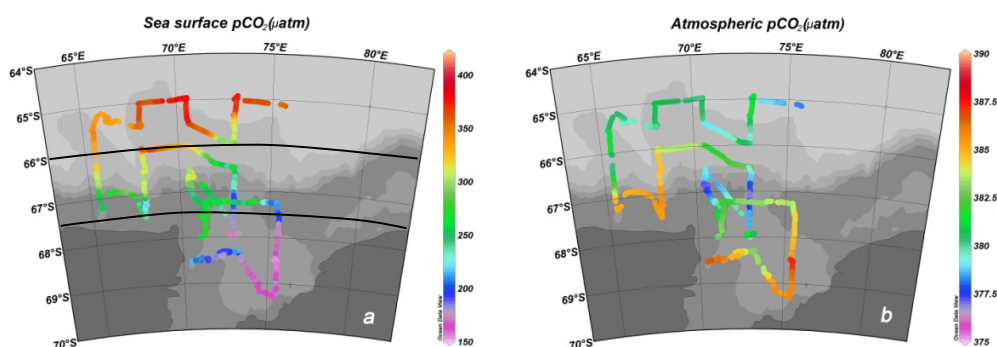 Sea surface pCO₂(μatm)
65°E
70°E
75°E
80°E
64°S
65°S
66°S
67°S
68°S
69°S
70°S
400
350
300
250
200
150
Ocean Data View
a
Atmospheric pCO₂(μatm)
65°E
70°E
75°E
80°E
64°S
65°S
66°S
67°S
68°S
69°S
70°S
390
387.5
385
382.5
380
377.5
375
Ocean Data View
b